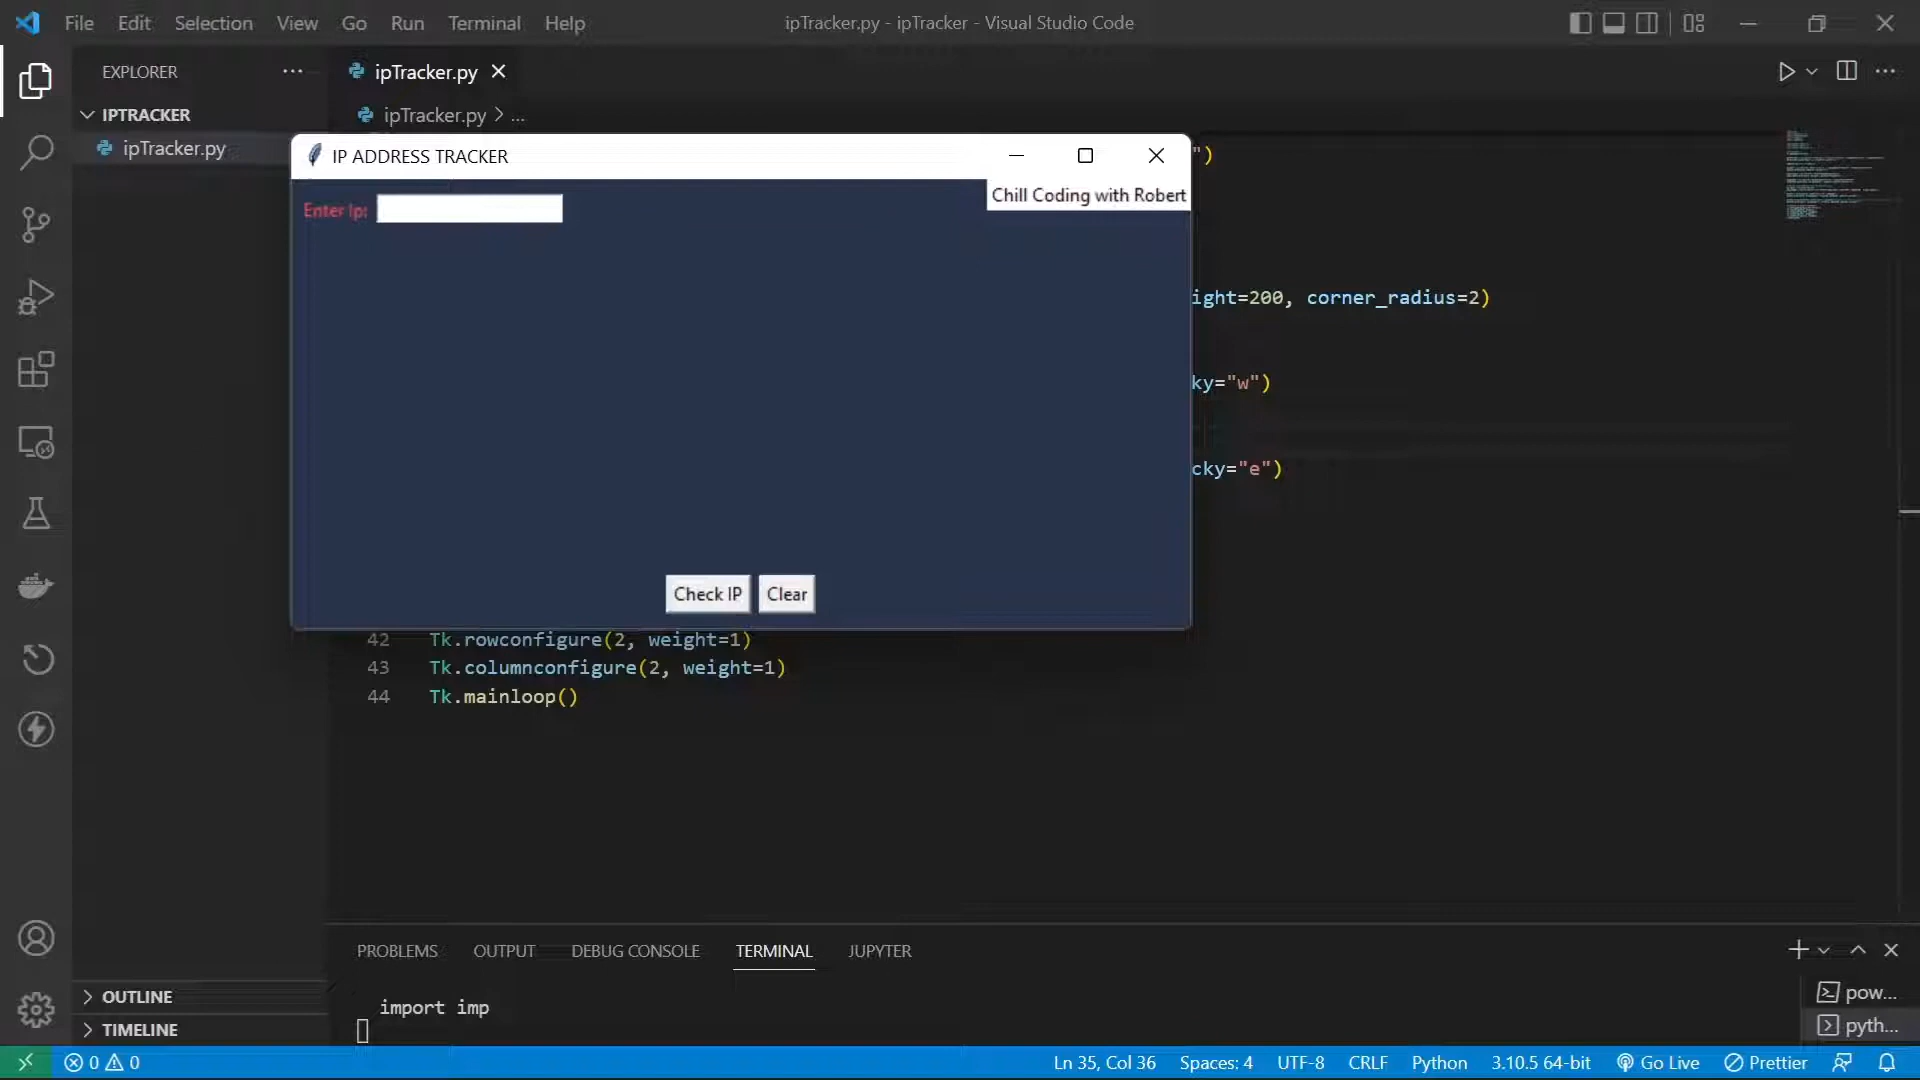 File Edit Selection View Go Run Terminal Help
ipTracker.py - ipTracker - Visual Studio Code
EXPLORER
IPTRACKER
ipTracker.py
ipTracker.py
ipTracker.py > ...
")
IP ADDRESS TRACKER
Chill Coding with Robert
Enter Ip:
ight=200, corner_radius=2)
ky="w")
cky="e")
Check IP Clear
42 Tk.rowconfigure(2, weight=1)
43 Tk.columnconfigure(2, weight=1)
44 Tk.mainloop()
PROBLEMS OUTPUT DEBUG CONSOLE TERMINAL JUPYTER
import imp
pow...
pyth...
OUTLINE
TIMELINE
0 0
Ln 35, Col 36 Spaces: 4 UTF-8 CRLF Python 3.10.5 64-bit Go Live Prettier